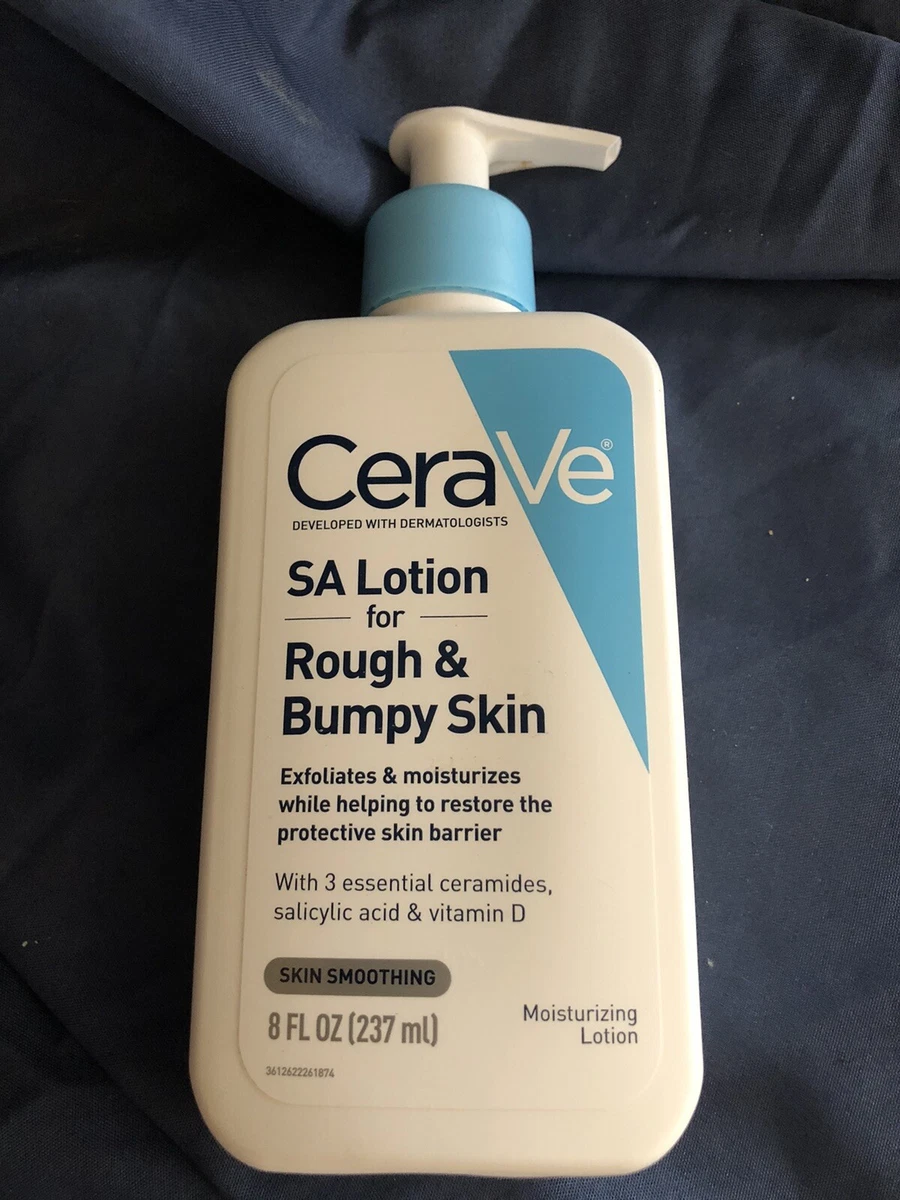 CeraVe®
DEVELOPED WITH DERMATOLOGISTS
SA Lotion
for
Rough &
Bumpy Skin
Exfoliates & moisturizes
while helping to restore the
protective skin barrier
With 3 essential ceramides,
salicylic acid & vitamin D
SKIN SMOOTHING
8 FL OZ (237 ml)
Moisturizing
Lotion
3612622261874